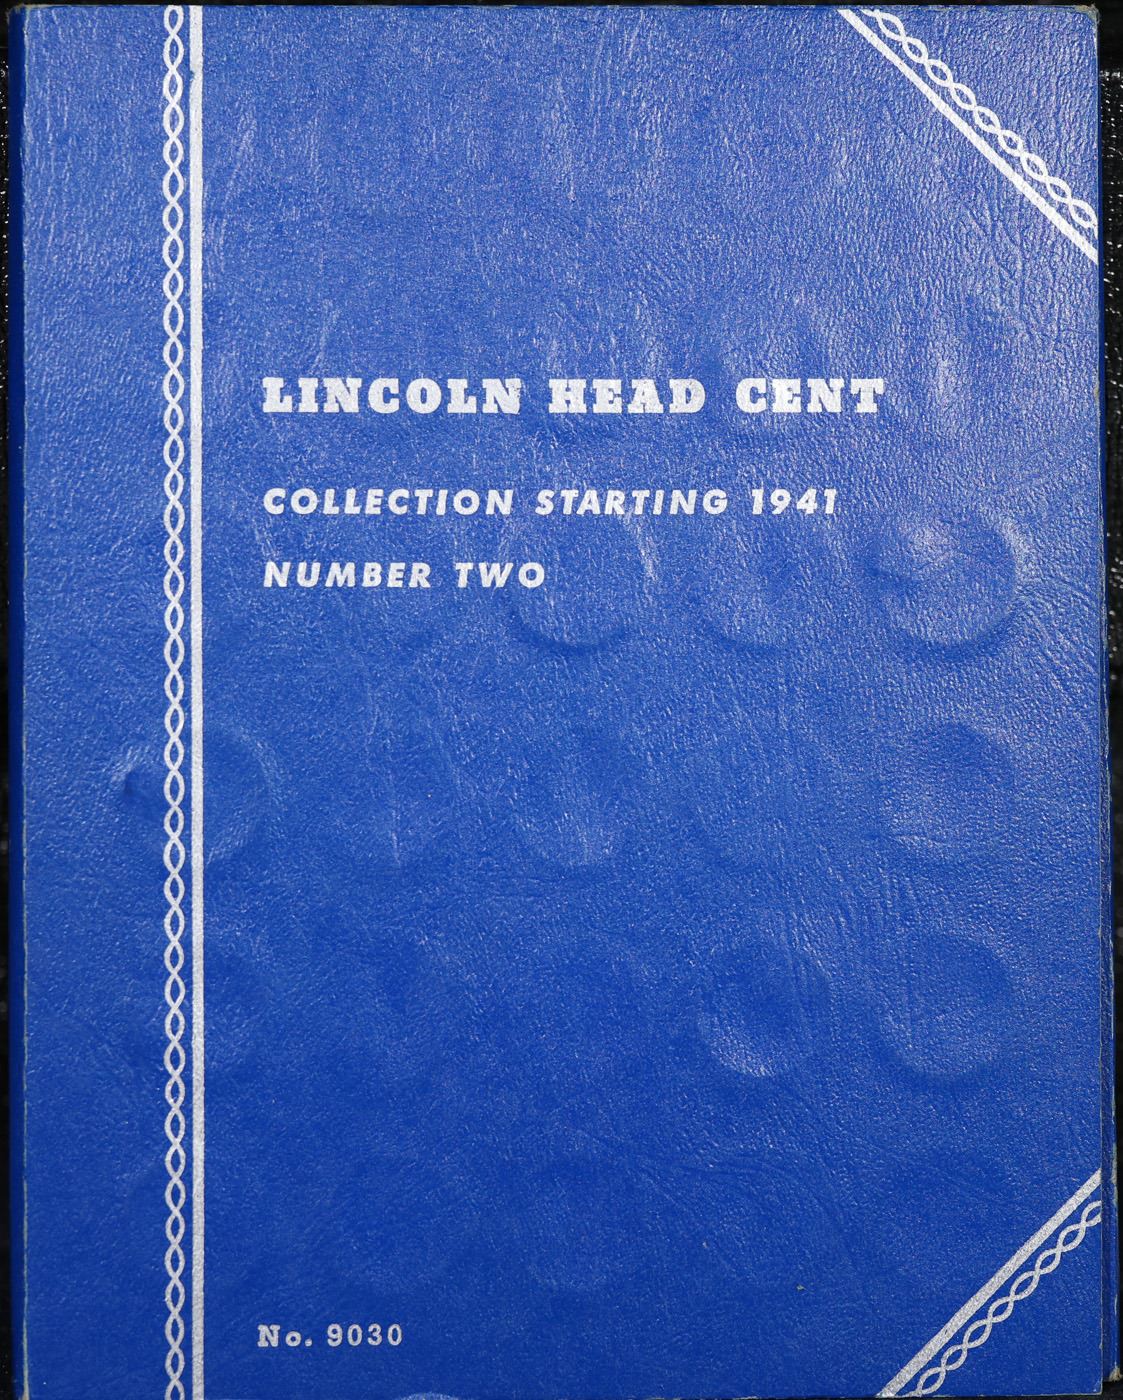 LINCOLN HEAD CENT
COLLECTION STARTING 1941
NUMBER TWO
No. 9030